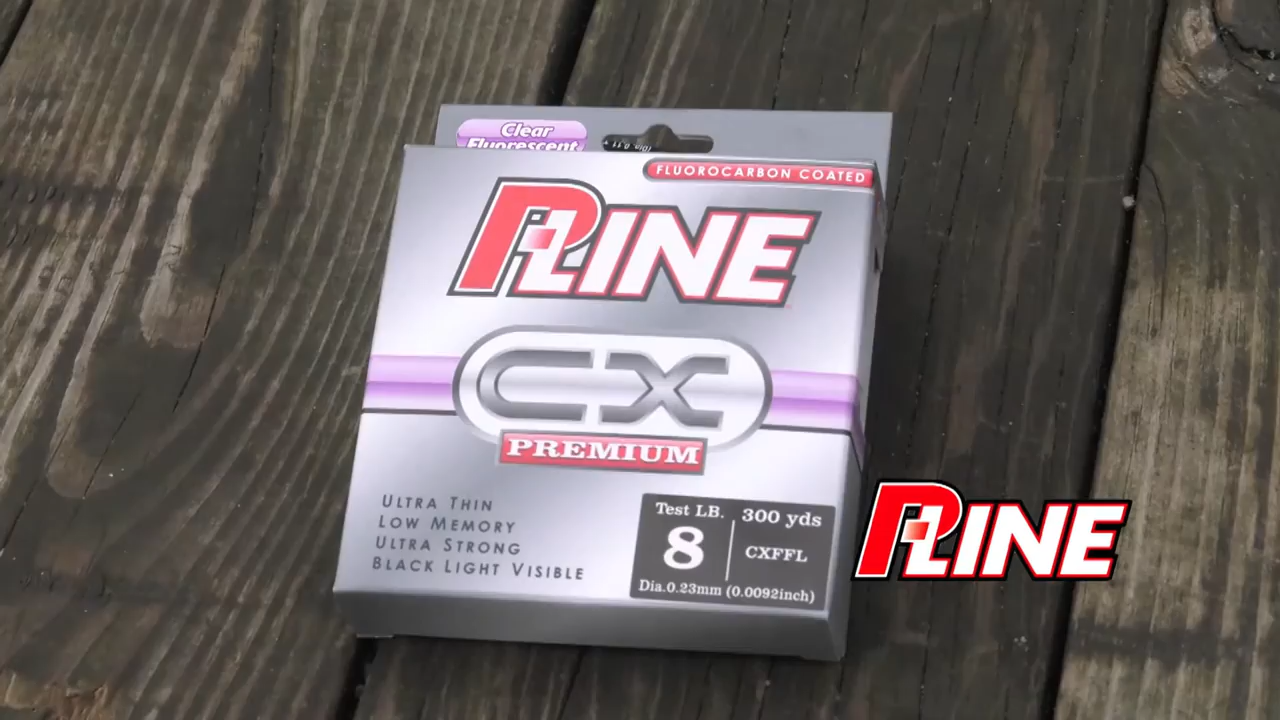 Clear
Fluorescent
FLUOROCARBON COATED
P-LINE
CX
PREMIUM
ULTRA THIN
LOW MEMORY
ULTRA STRONG
BLACK LIGHT VISIBLE
Test LB.
8
300 yds
CXFFL
Dia.0.23mm (0.0092inch)
P-LINE